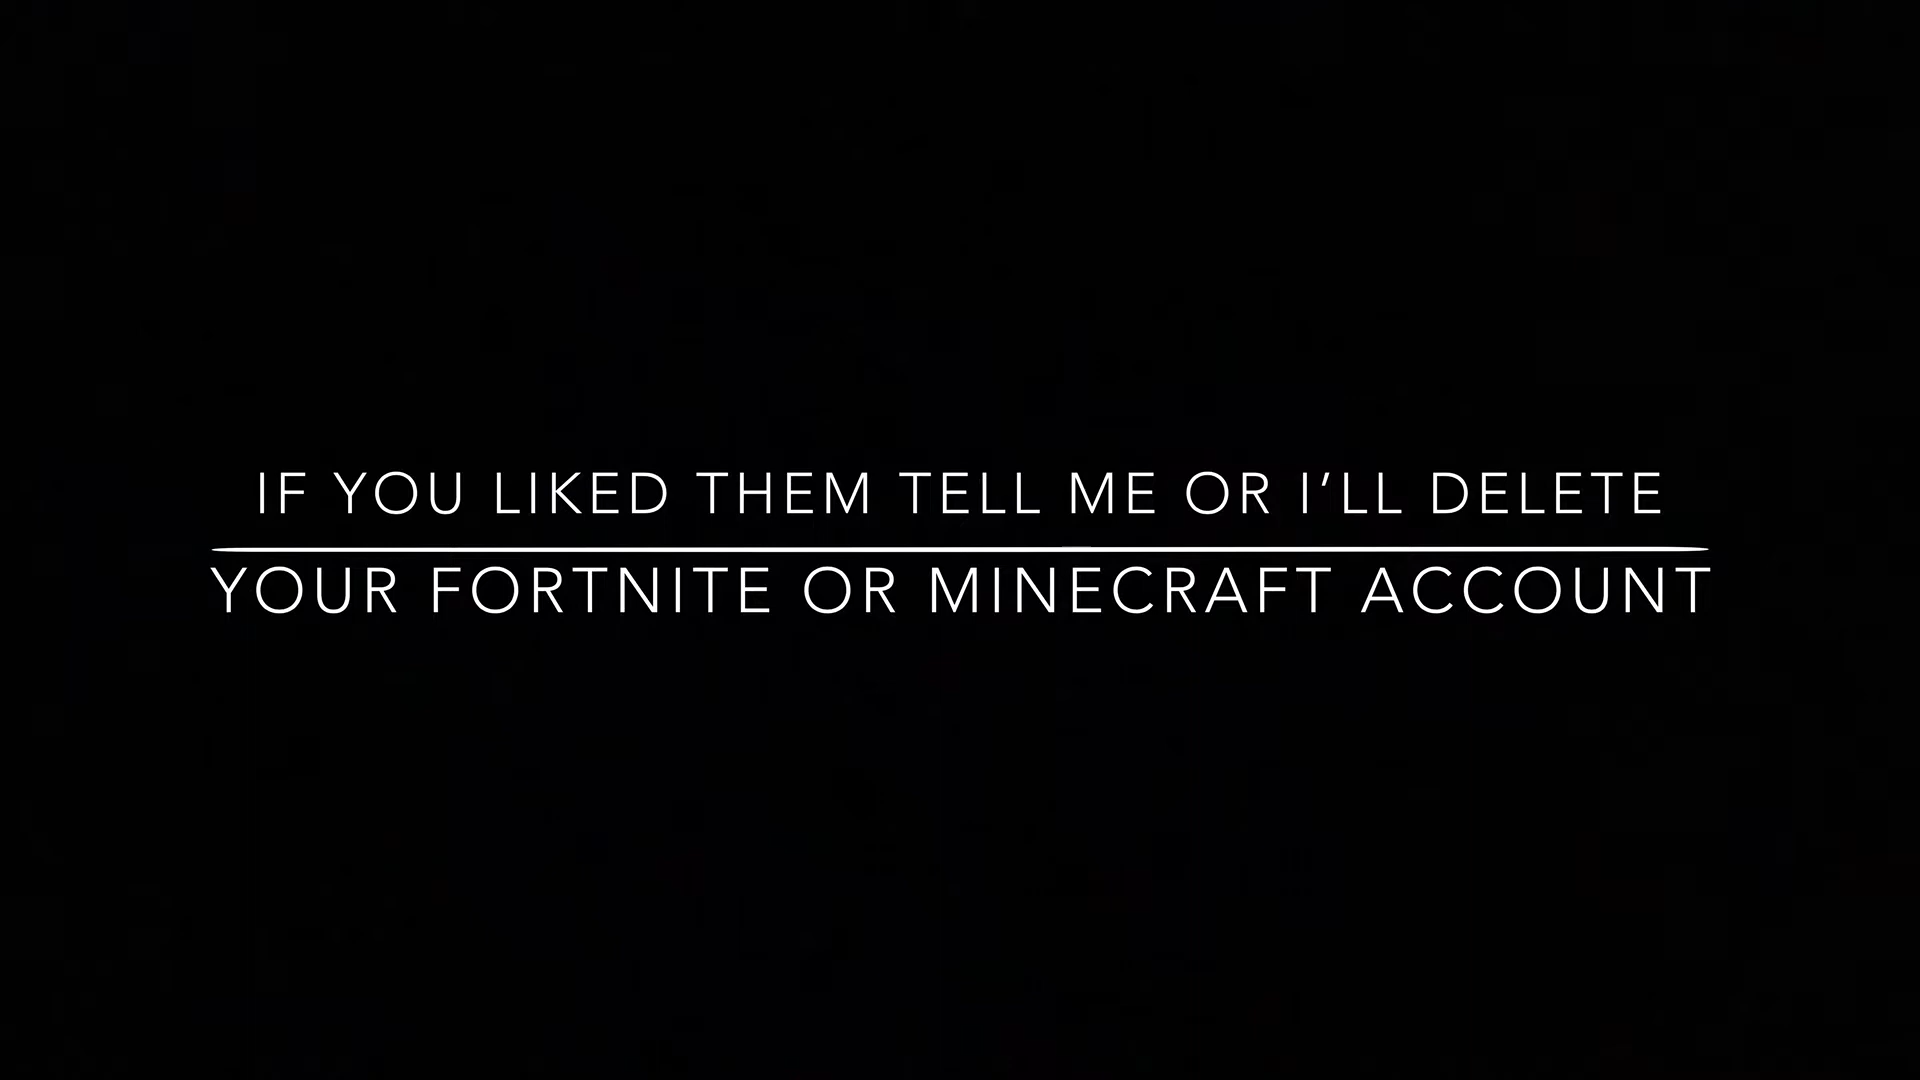 IF YOU LIKED THEM TELL ME OR I’LL DELETE
YOUR FORTNITE OR MINECRAFT ACCOUNT